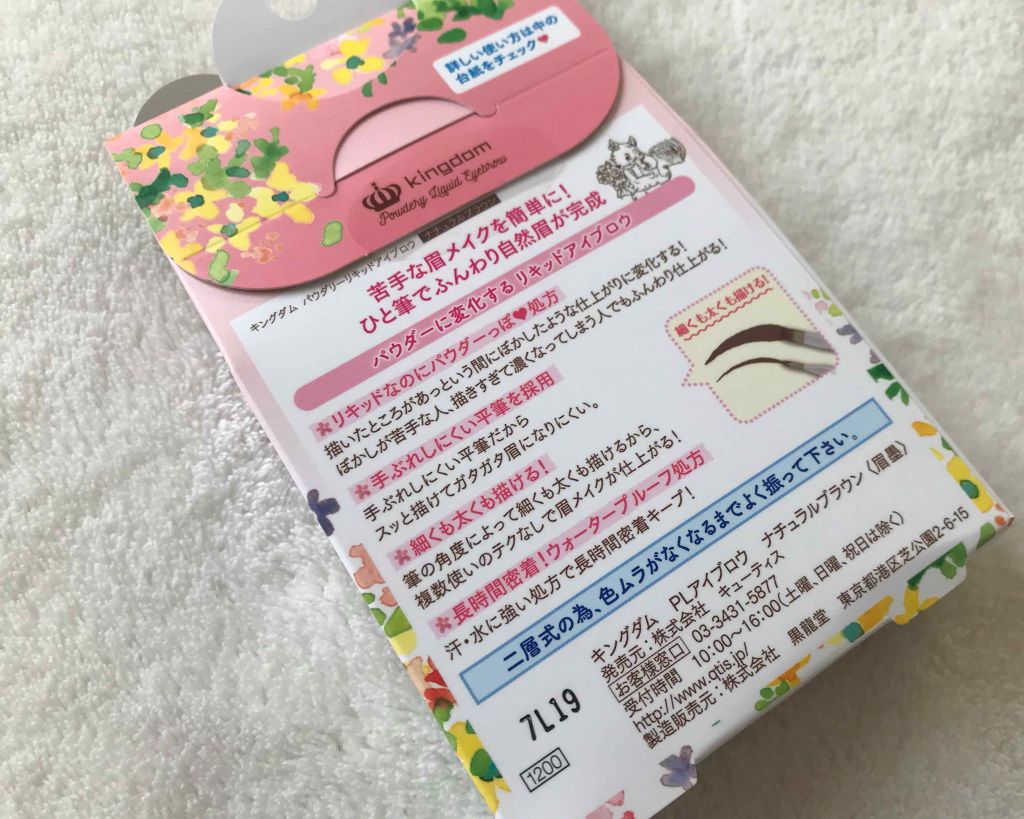 詳しい使い方は中の
台紙をチェック♥
kingdom
Powdery Liquid Eyebrow
キングダム パウダリーリキッドアイブロウ ナチュラルブラウン
苦手な眉メイクを簡単に!
ひと筆でふんわり自然眉が完成
パウダーに変化するリキッドアイブロウ
リキッドなのにパウダーっぽ♥処方
描いたところがあっという間にぼかしたような仕上がりに変化する!
ぼかしが苦手な人、描きすぎて濃くなってしまう人でもふんわり仕上がる!
手ぶれしにくい平筆を採用
手ぶれしにくい平筆だから
スッと描けてガタガタ眉になりにくい。
細くも太くも描ける!
筆の角度によって細くも太くも描けるから、
複数使いのテクなしで眉メイクが仕上がる!
長時間密着!ウォータープルーフ処方
汗・水に強い処方で長時間密着キープ!
細くも太くも描ける!
二層式の為、色ムラがなくなるまでよく振って下さい。
キングダム PLアイブロウ ナチュラルブラウン〈眉墨〉
発売元:株式会社 キューティス
お客様窓口 03-3431-5877
受付時間 10:00〜16:00(土曜、日曜、祝日は除く)
http://www.qtis.jp/
製造販売元:株式会社 黒龍堂 東京都港区芝公園2-6-15
7L19
1200